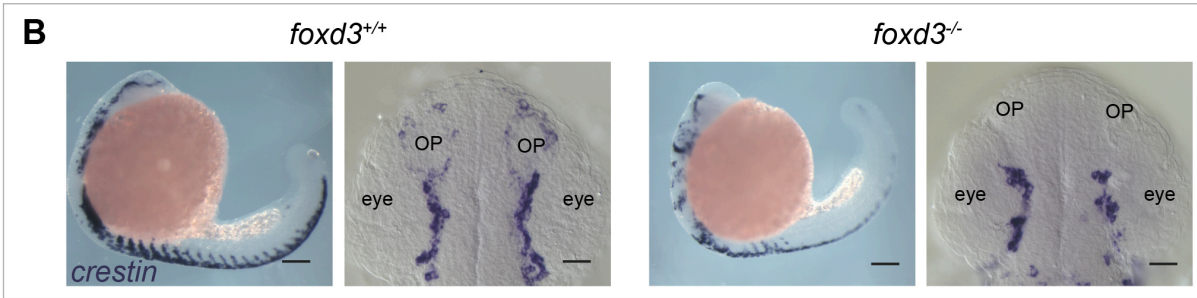 B
foxd3+/+
foxd3-/-
crestin
OP
OP
eye
eye
OP
OP
eye
eye